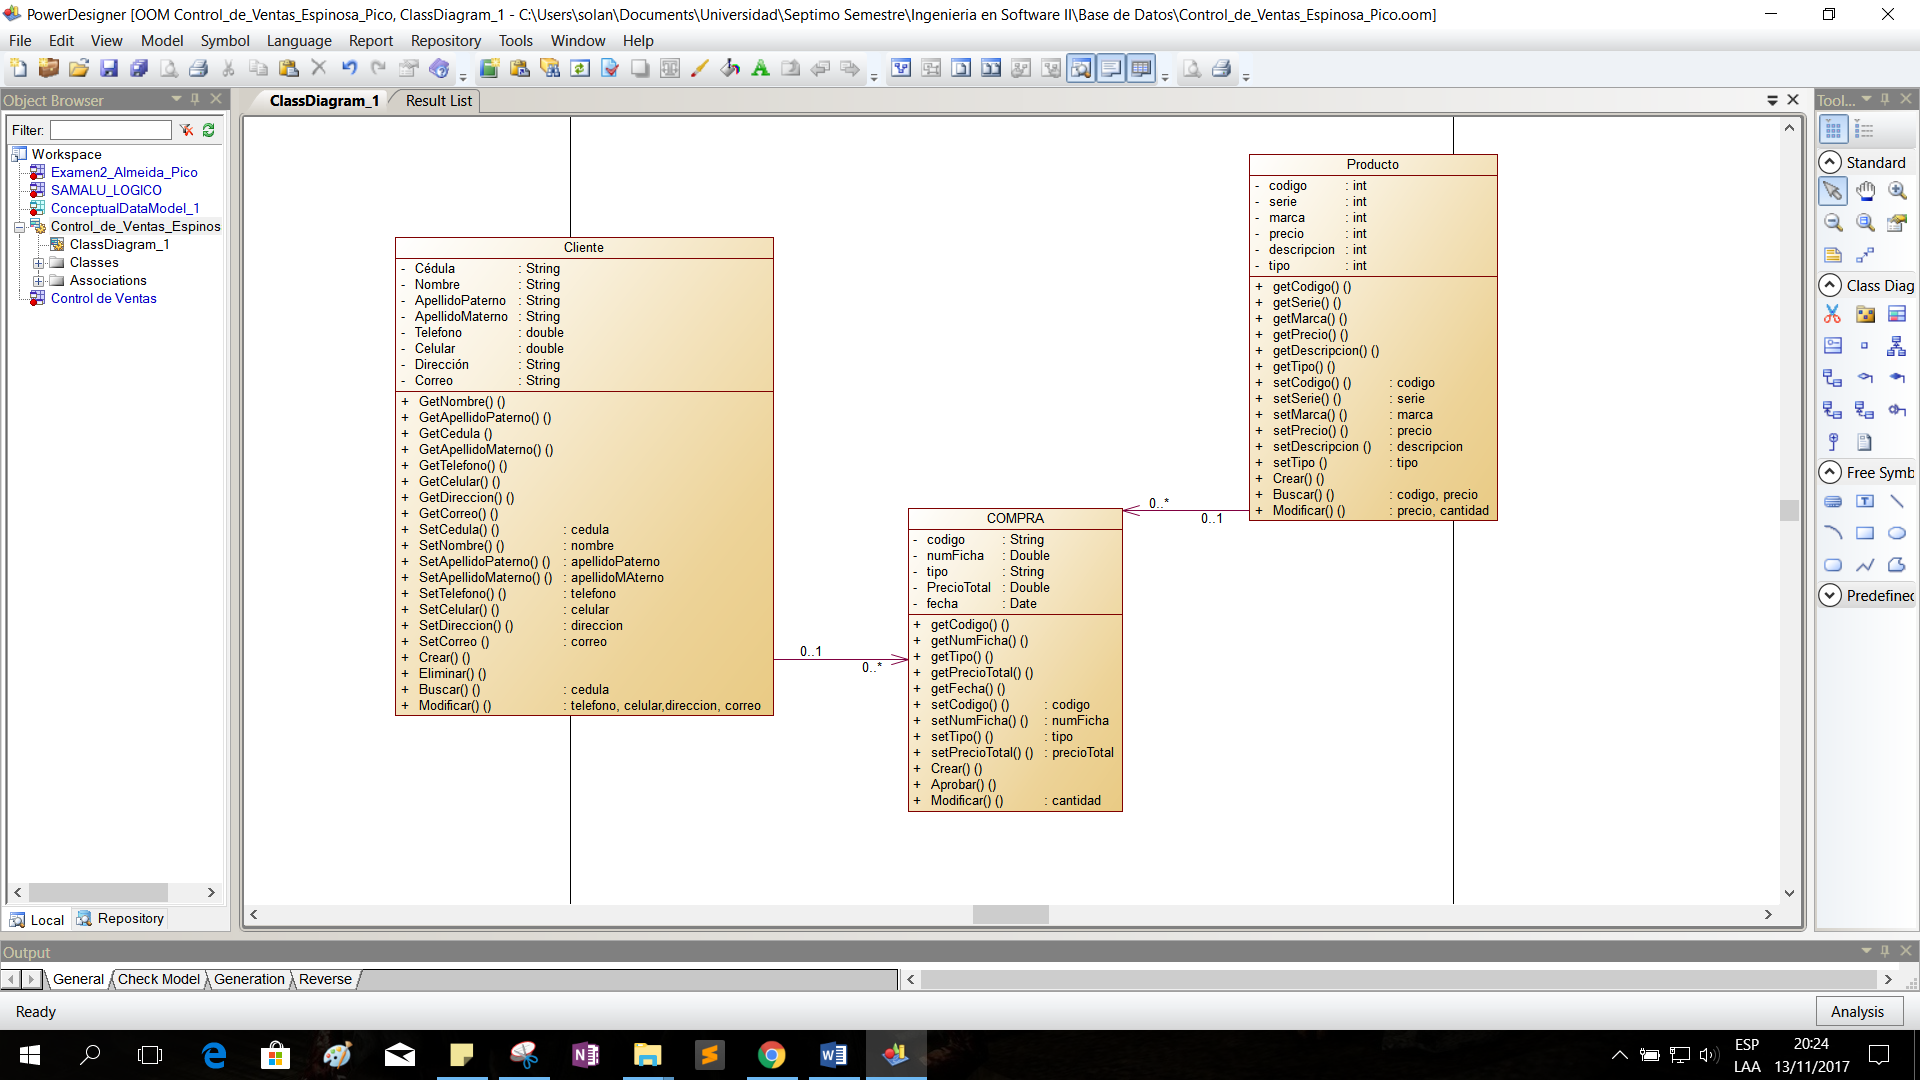 PowerDesigner [OOM Control_de_Ventas_Espinosa_Pico, ClassDiagram_1 - C:\Users\solan\Documents\Universidad\Septimo Semestre\Ingenieria en Software II\Base de Datos\Control_de_Ventas_Espinosa_Pico.oom]
File Edit View Model Symbol Language Report Repository Tools Window Help
Object Browser
Filter:
Workspace
Examen2_Almeida_Pico
SAMALU_LOGICO
ConceptualDataModel_1
Control_de_Ventas_Espinos
ClassDiagram_1
Classes
Associations
Control de Ventas
Local Repository
ClassDiagram_1 Result List
Cliente
- Cédula : String
- Nombre : String
- ApellidoPaterno : String
- ApellidoMaterno : String
- Telefono : double
- Celular : double
- Dirección : String
- Correo : String
+ GetNombre() ()
+ GetApellidoPaterno() ()
+ GetCedula ()
+ GetApellidoMaterno() ()
+ GetTelefono() ()
+ GetCelular() ()
+ GetDireccion() ()
+ GetCorreo() ()
+ SetCedula() () : cedula
+ SetNombre() () : nombre
+ SetApellidoPaterno() () : apellidoPaterno
+ SetApellidoMaterno() () : apellidoMAterno
+ SetTelefono() () : telefono
+ SetCelular() () : celular
+ SetDireccion() () : direccion
+ SetCorreo () : correo
+ Crear() ()
+ Eliminar() ()
+ Buscar() () : cedula
+ Modificar() () : telefono, celular,direccion, correo
0..1
0..*
COMPRA
- codigo : String
- numFicha : Double
- tipo : String
- PrecioTotal : Double
- fecha : Date
+ getCodigo() ()
+ getNumFicha() ()
+ getTipo() ()
+ getPrecioTotal() ()
+ getFecha() ()
+ setCodigo() () : codigo
+ setNumFicha() () : numFicha
+ setTipo() () : tipo
+ setPrecioTotal() () : precioTotal
+ Crear() ()
+ Aprobar() ()
+ Modificar() () : cantidad
0..*
0..1
Producto
- codigo : int
- serie : int
- marca : int
- precio : int
- descripcion : int
- tipo : int
+ getCodigo() ()
+ getSerie() ()
+ getMarca() ()
+ getPrecio() ()
+ getDescripcion() ()
+ getTipo() ()
+ setCodigo() () : codigo
+ setSerie() () : serie
+ setMarca() () : marca
+ setPrecio() () : precio
+ setDescripcion () : descripcion
+ setTipo () : tipo
+ Crear() ()
+ Buscar() () : codigo, precio
+ Modificar() () : precio, cantidad
Tool...
Standard
Class Diag
Free Symb
Predefined
Output
General Check Model Generation Reverse
Ready
Analysis
ESP
LAA
20:24
13/11/2017